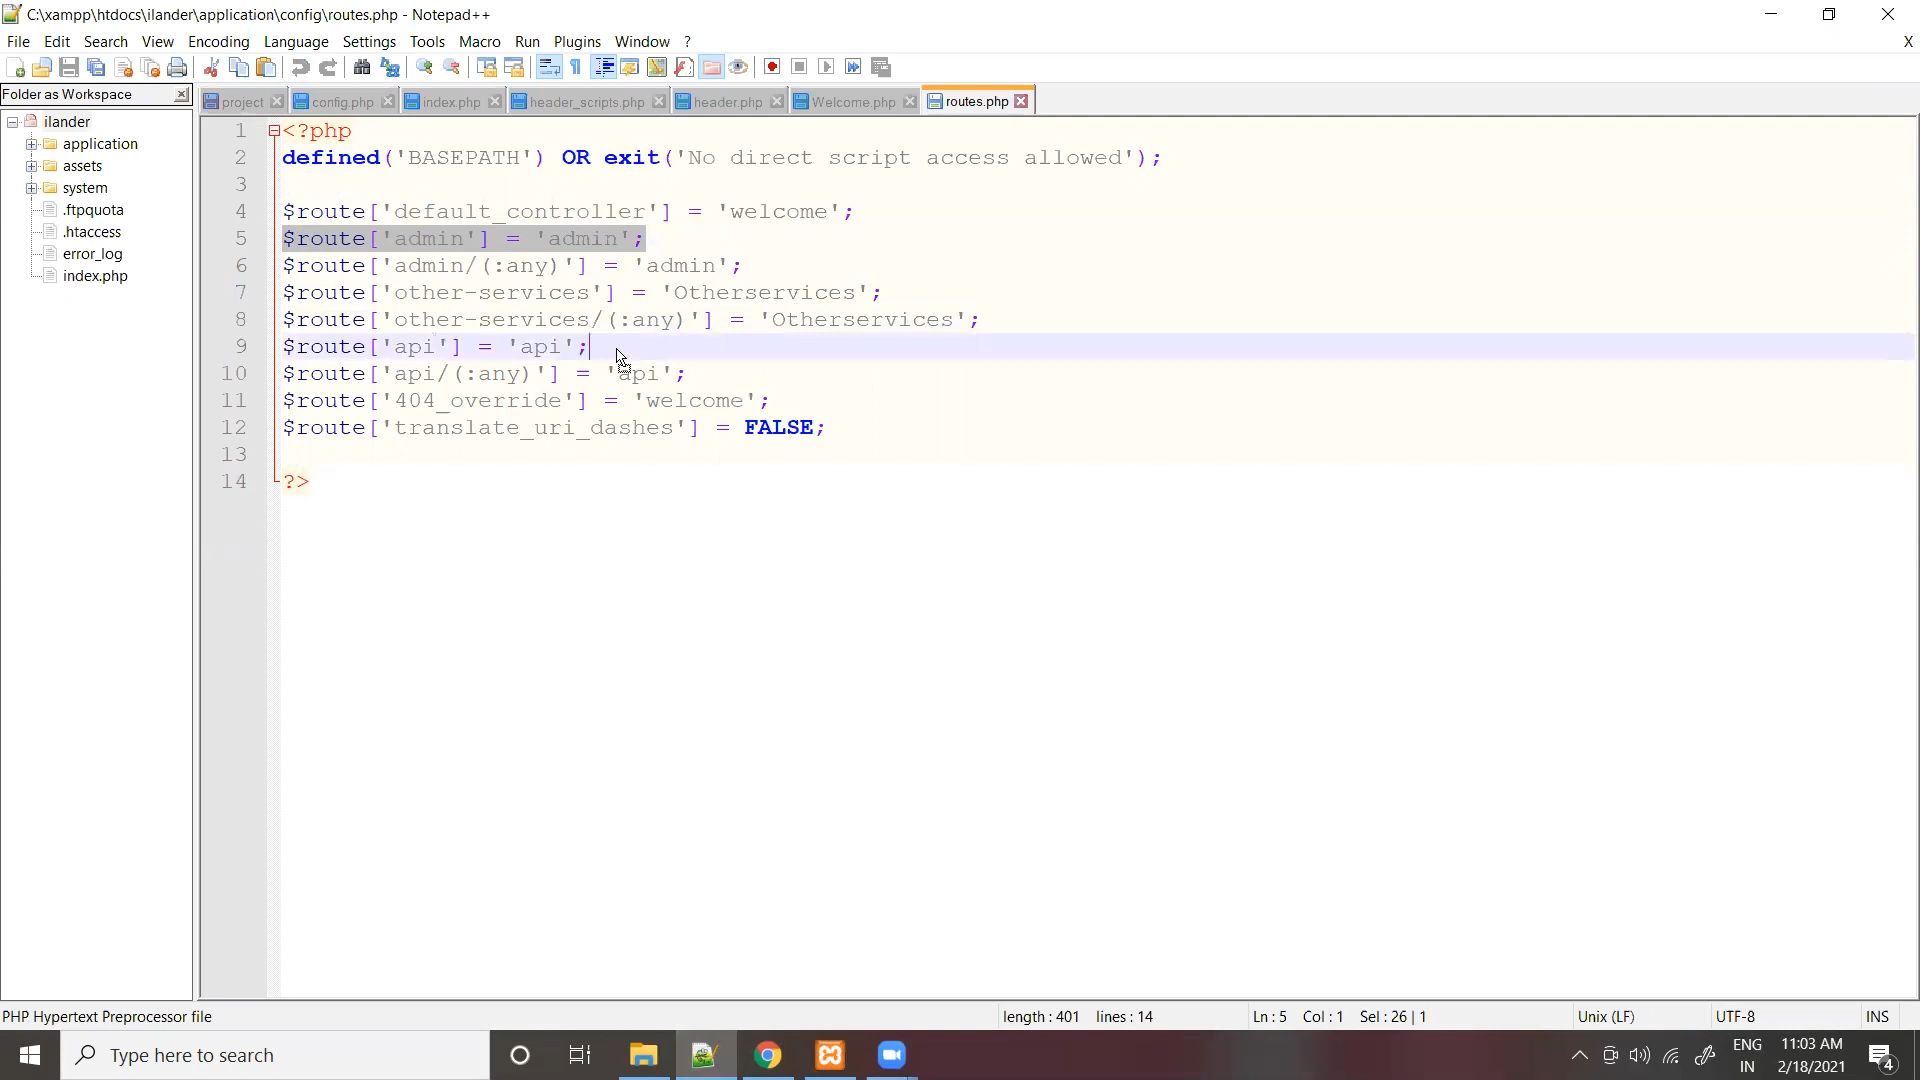 C:\xampp\htdocs\ilander\application\config\routes.php - Notepad++
File Edit Search View Encoding Language Settings Tools Macro Run Plugins Window ? X
Folder as Workspace
project config.php index.php header_scripts.php header.php Welcome.php routes.php
ilander
application
assets
system
.ftpquota
.htaccess
error_log
index.php
1 <?php
2 defined('BASEPATH') OR exit('No direct script access allowed');
3
4 $route['default_controller'] = 'welcome';
5 $route['admin'] = 'admin';
6 $route['admin/(:any)'] = 'admin';
7 $route['other-services'] = 'Otherservices';
8 $route['other-services/(:any)'] = 'Otherservices';
9 $route['api'] = 'api';
10 $route['api/(:any)'] = 'api';
11 $route['404_override'] = 'welcome';
12 $route['translate_uri_dashes'] = FALSE;
13
14 ?>
PHP Hypertext Preprocessor file length : 401 lines : 14 Ln : 5 Col : 1 Sel : 26 | 1 Unix (LF) UTF-8 INS
Type here to search
ENG
IN
11:03 AM
2/18/2021
4